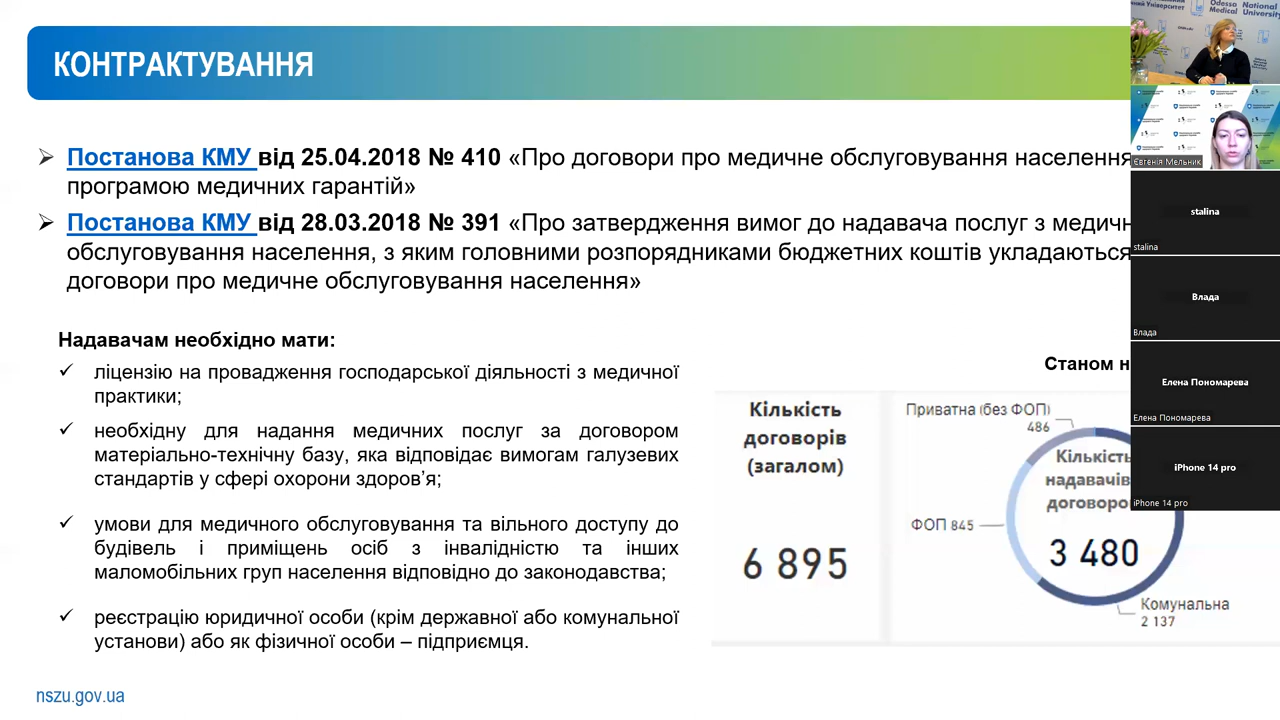 КОНТРАКТУВАННЯ
Постанова КМУ від 25.04.2018 № 410 «Про договори про медичне обслуговування населення
програмою медичних гарантій»
Постанова КМУ від 28.03.2018 № 391 «Про затвердження вимог до надавача послуг з медичн
обслуговування населення, з яким головними розпорядниками бюджетних коштів укладаються
договори про медичне обслуговування населення»
Надавачам необхідно мати:
ліцензію на провадження господарської діяльності з медичної
практики;
необхідну для надання медичних послуг за договором
матеріально-технічну базу, яка відповідає вимогам галузевих
стандартів у сфері охорони здоров’я;
умови для медичного обслуговування та вільного доступу до
будівель і приміщень осіб з інвалідністю та інших
маломобільних груп населення відповідно до законодавства;
реєстрацію юридичної особи (крім державної або комунальної
установи) або як фізичної особи – підприємця.
nszu.gov.ua
Станом н
Кількість
договорів
(загалом)
6 895
Приватна (без ФОП)
486
Кількість
надавачів
договоро
ФОП 845
3 480
Комунальна
2 137
Odessa National
Medical University
Євгенія Мельник
stalina
stalina
Влада
Влада
Елена Пономарева
Елена Пономарева
iPhone 14 pro
iPhone 14 pro